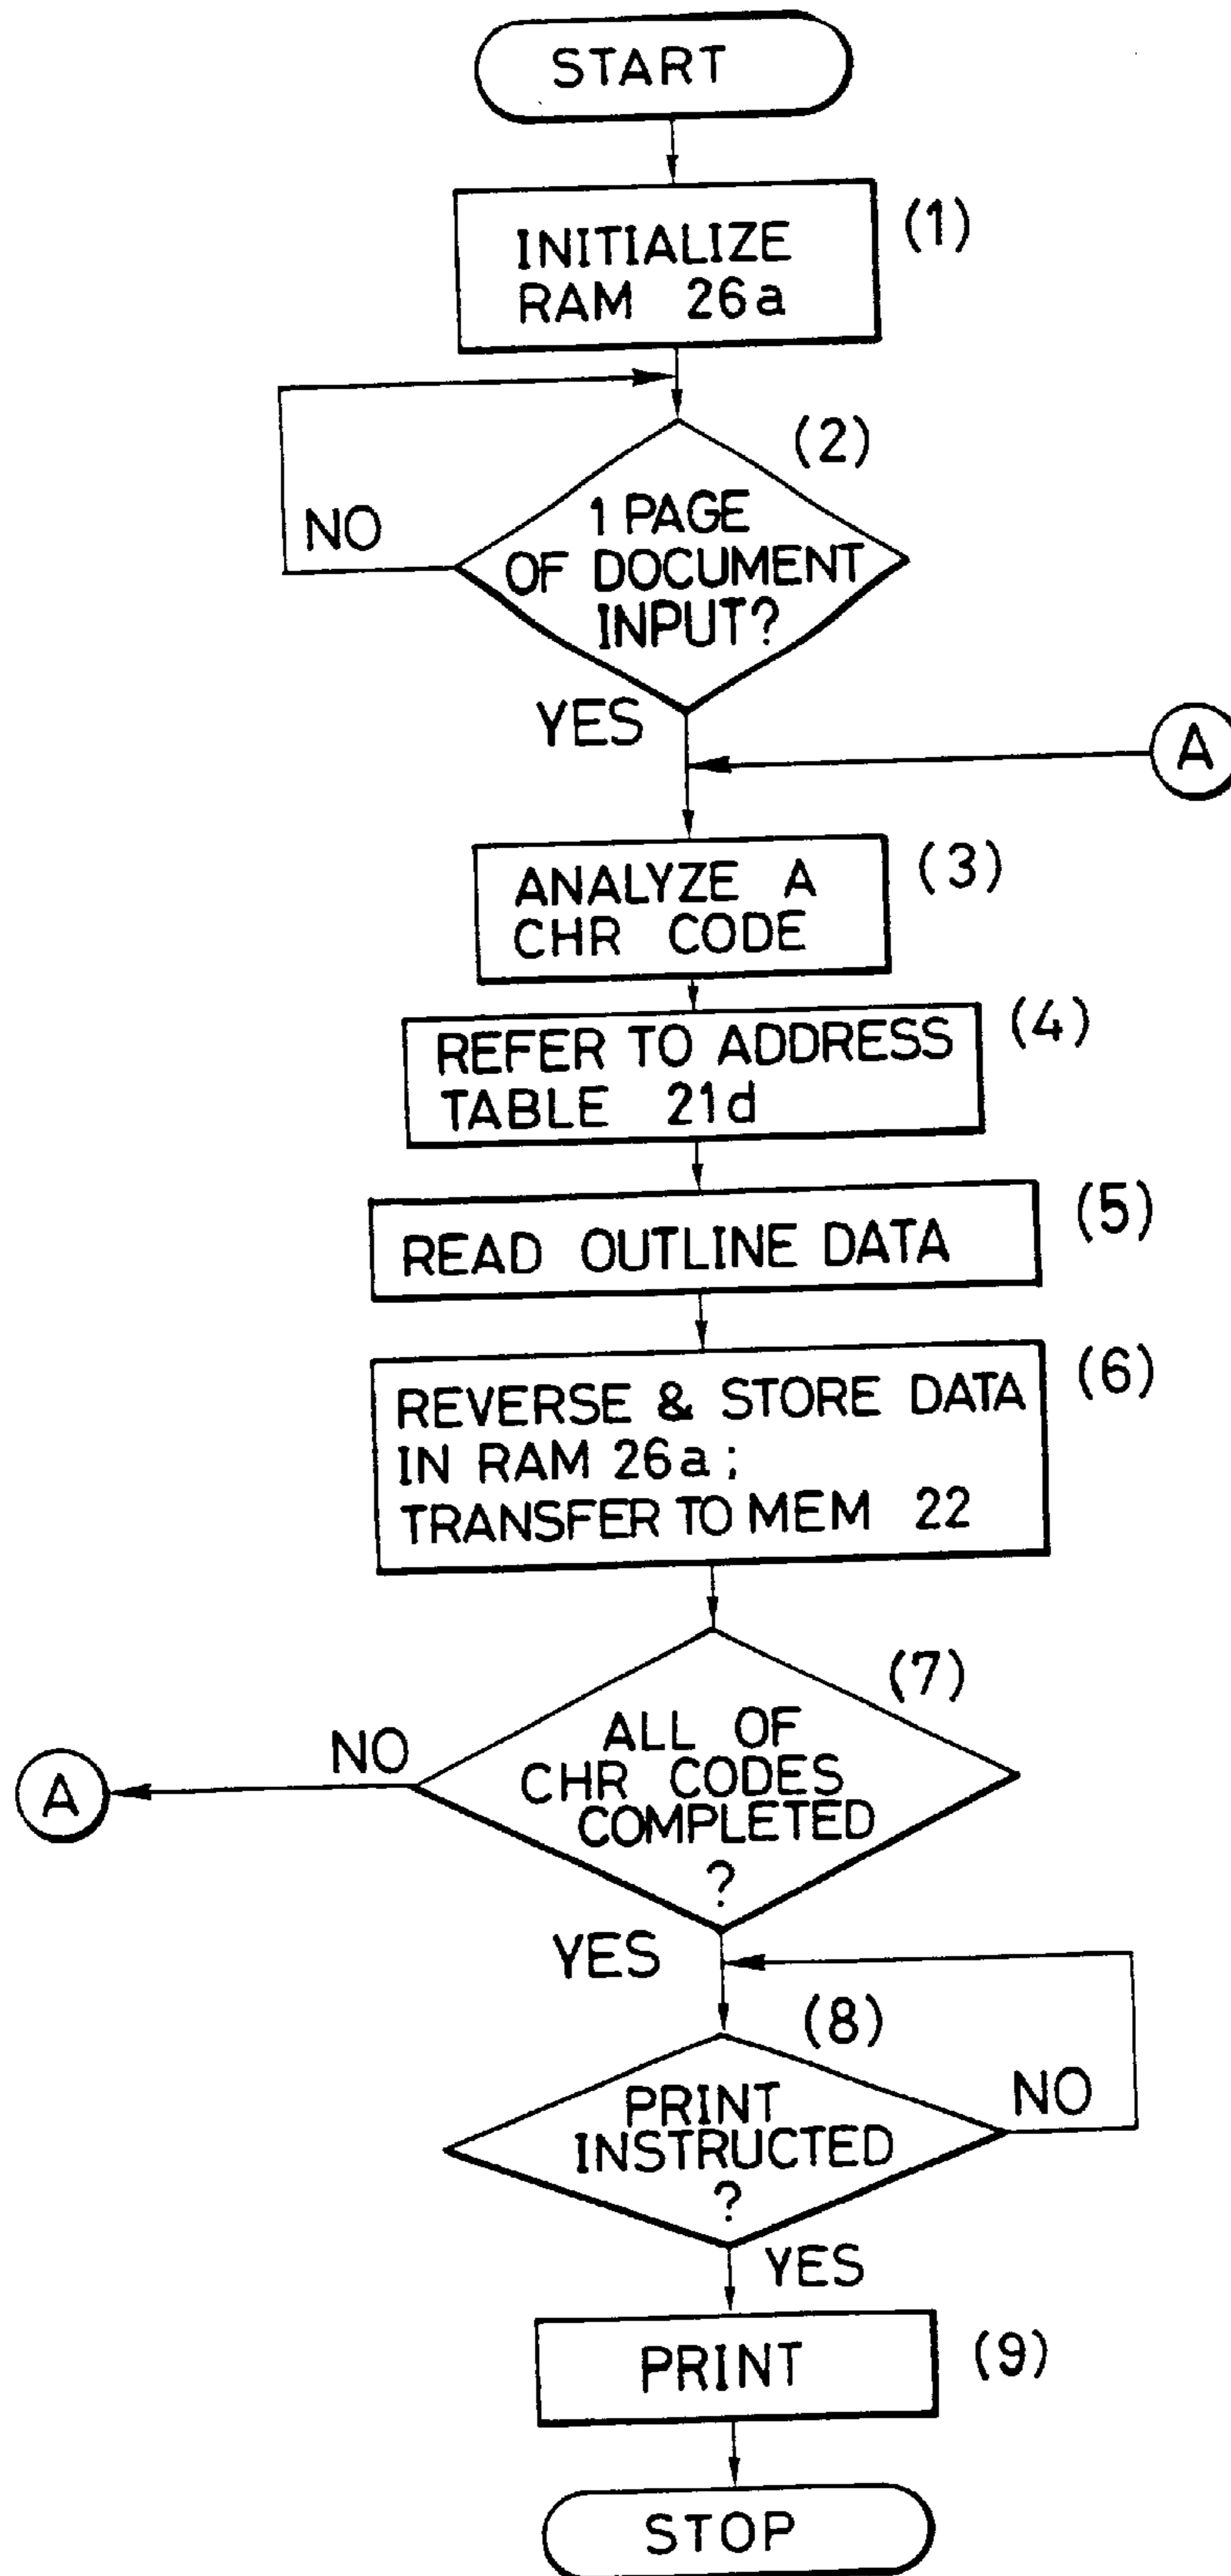 START
INITIALIZE
RAM 26a
(1)
(2)
1 PAGE
OF DOCUMENT
INPUT?
NO
YES
A
ANALYZE A
CHR CODE
(3)
REFER TO ADDRESS
TABLE 21d
(4)
READ OUTLINE DATA
(5)
REVERSE & STORE DATA
IN RAM 26a;
TRANSFER TO MEM 22
(6)
(7)
ALL OF
CHR CODES
COMPLETED
?
NO
A
YES
(8)
PRINT
INSTRUCTED
?
NO
YES
PRINT
(9)
STOP